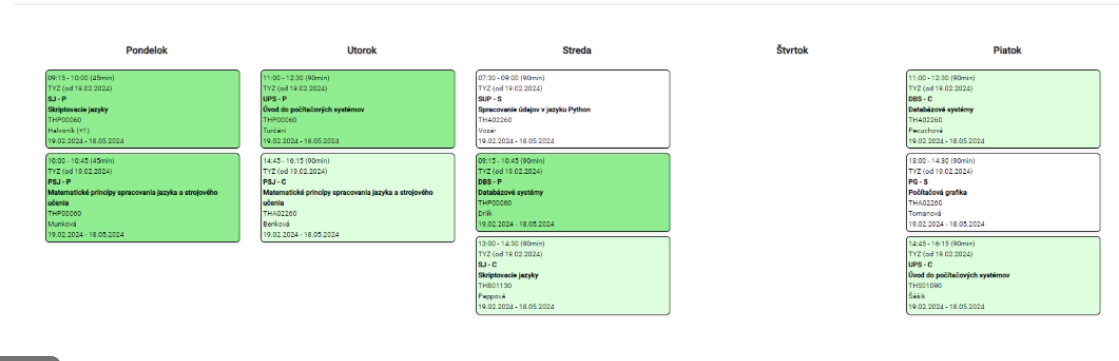 Pondelok
09:15 - 10:00 (45min)
TYZ (od 19.02.2024)
SJ - P
Skriptovacie jazyky
THP00060
Halvoník (+1)
19.02.2024 - 18.05.2024
10:00 - 10:45 (45min)
TYZ (od 19.02.2024)
PSJ - P
Matematické princípy spracovania jazyka a strojového
učenia
THP00060
Munková
19.02.2024 - 18.05.2024
Utorok
11:00 - 12:30 (90min)
TYZ (od 19.02.2024)
UPS - P
Úvod do počítačových systémov
THP00060
Turčáni
19.02.2024 - 18.05.2024
14:45 - 16:15 (90min)
TYZ (od 19.02.2024)
PSJ - C
Matematické princípy spracovania jazyka a strojového
učenia
THA02260
Benková
19.02.2024 - 18.05.2024
Streda
07:30 - 09:00 (90min)
TYZ (od 19.02.2024)
SUP - S
Spracovanie údajov v jazyku Python
THA02260
Vozár
19.02.2024 - 18.05.2024
09:15 - 10:45 (90min)
TYZ (od 19.02.2024)
DBS - P
Databázové systémy
THP00060
Drlík
19.02.2024 - 18.05.2024
13:00 - 14:30 (90min)
TYZ (od 19.02.2024)
SJ - C
Skriptovacie jazyky
THB01130
Pappová
19.02.2024 - 18.05.2024
Štvrtok
Piatok
11:00 - 12:30 (90min)
TYZ (od 19.02.2024)
DBS - C
Databázové systémy
THA02260
Pecuchová
19.02.2024 - 18.05.2024
13:00 - 14:30 (90min)
TYZ (od 19.02.2024)
PG - S
Počítačová grafika
THA02260
Tomanová
19.02.2024 - 18.05.2024
14:45 - 16:15 (90min)
TYZ (od 19.02.2024)
UPS - C
Úvod do počítačových systémov
THS01090
Šášik
19.02.2024 - 18.05.2024